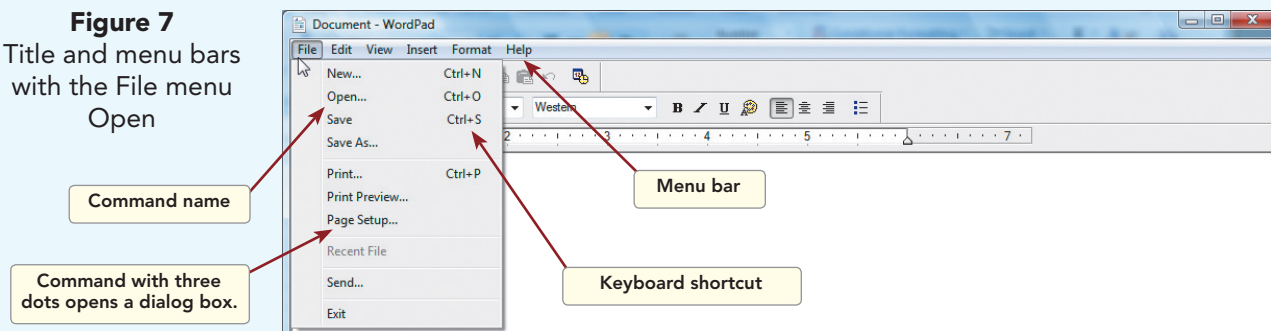 Figure 7
Title and menu bars
with the File menu
Open
Document - WordPad
File Edit View Insert Format Help
New... Ctrl+N
Open... Ctrl+O
Save Ctrl+S
Save As...
Print... Ctrl+P
Print Preview...
Page Setup...
Recent File
Send...
Exit
Western
B I U
2 3 4 5 7
Command name
Command with three
dots opens a dialog box.
Menu bar
Keyboard shortcut